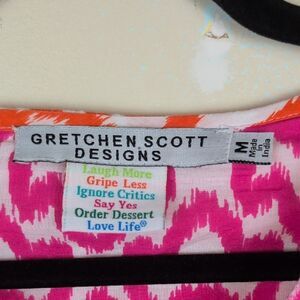 GRETCHEN SCOTT
DESIGNS
M
Made
in
India
Laugh More
Gripe Less
Ignore Critics
Say Yes
Order Dessert
Love Life®